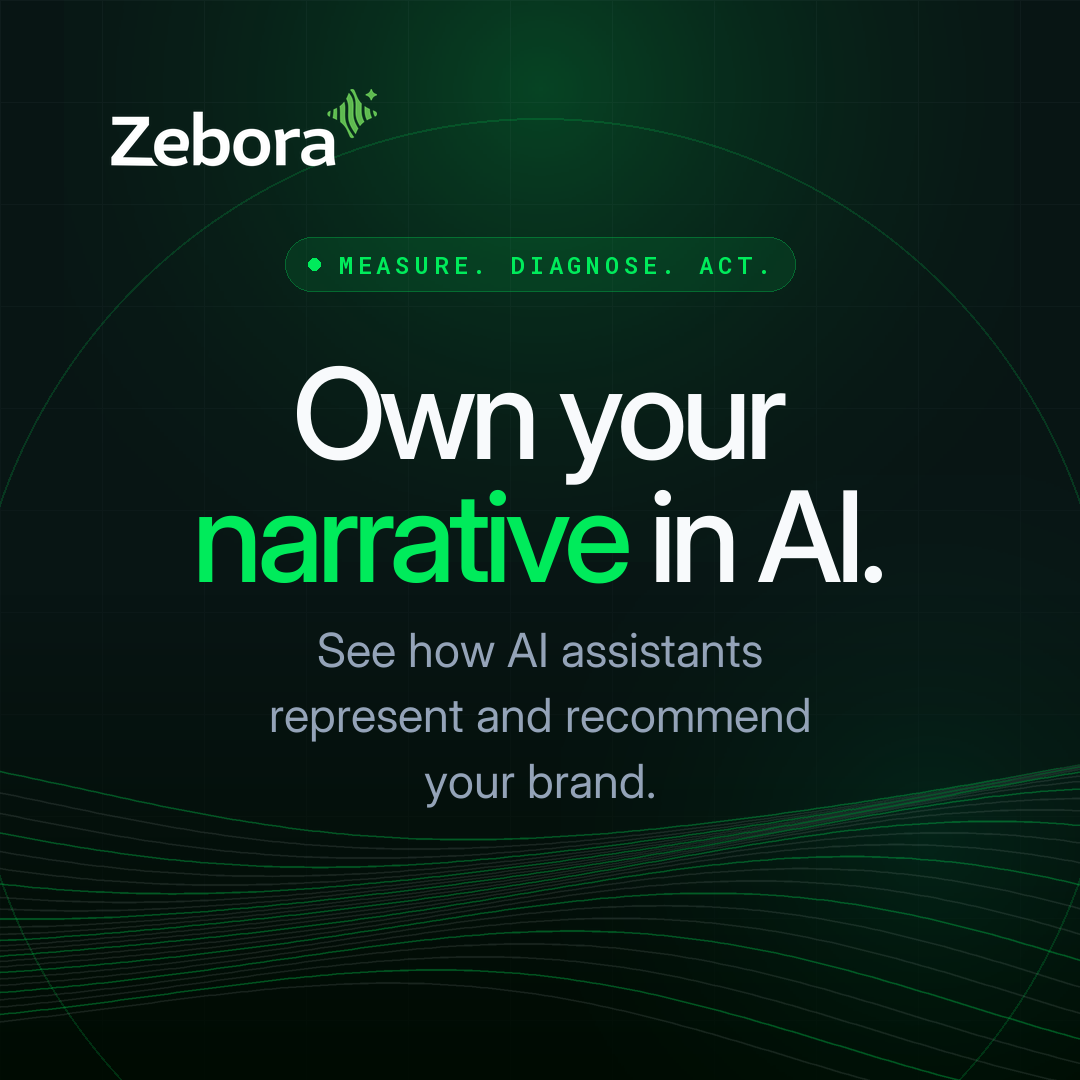 Zebora
MEASURE. DIAGNOSE. ACT.
Own your
narrative in AI.
See how AI assistants
represent and recommend
your brand.